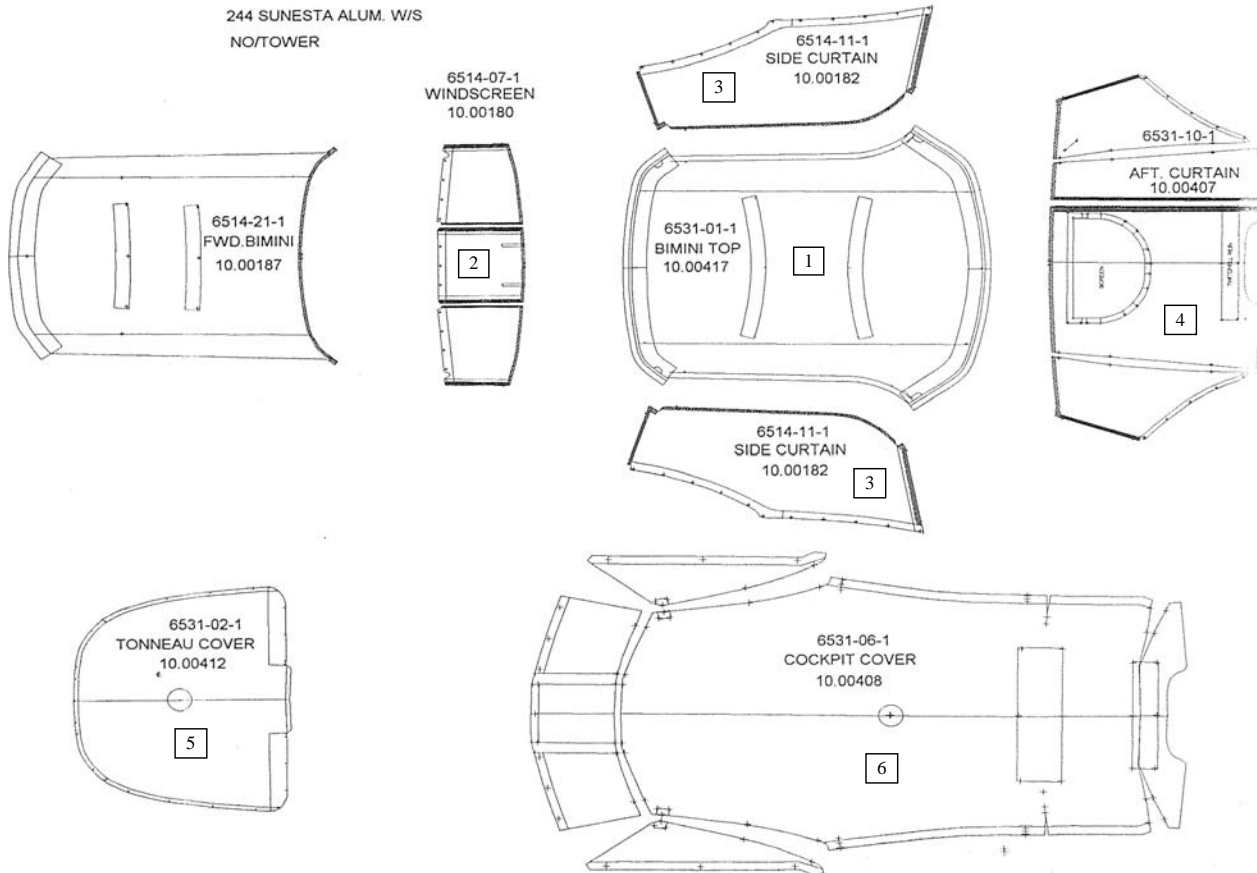 244 SUNESTA ALUM. W/S
NO/TOWER
6514-07-1
WINDSCREEN
10.00180
6514-11-1
SIDE CURTAIN
10.00182
3
6531-10-1
AFT. CURTAIN
10.00407
6514-21-1
FWD.BIMINI
10.00187
2
6531-01-1
BIMINI TOP
10.00417
1
SCREEN
4
6514-11-1
SIDE CURTAIN
10.00182
3
6531-02-1
TONNEAU COVER
10.00412
5
6531-06-1
COCKPIT COVER
10.00408
6